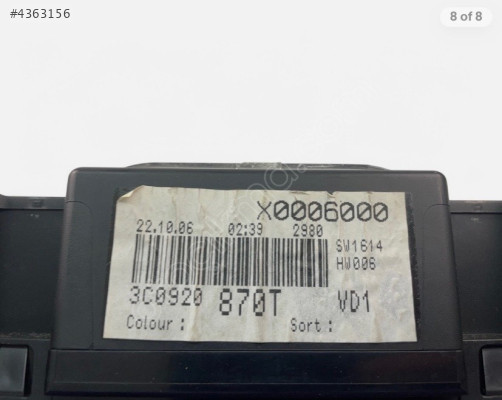 #4363156
8 of 8
X0006000
22.10.06 02:39 2980
SW1614
HW006
3C0920 870T VD1
Colour : Sort :